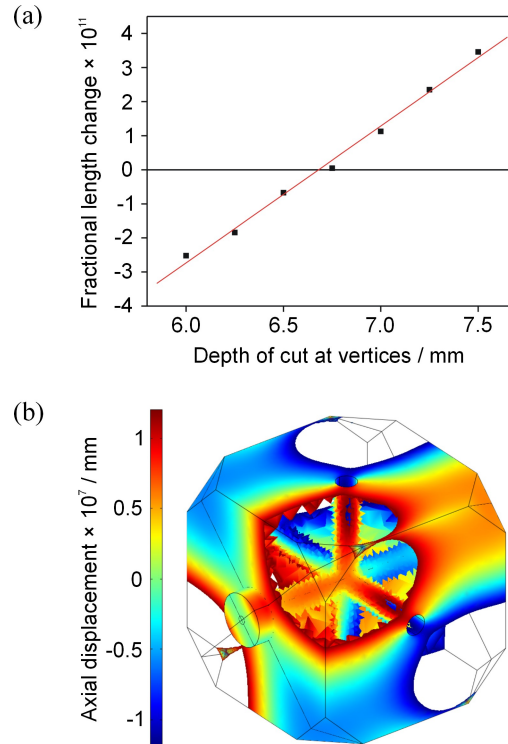 (a)
Fractional length change × 10¹¹
4
3
2
1
0
-1
-2
-3
-4
6.0 6.5 7.0 7.5
Depth of cut at vertices / mm
(b)
Axial displacement × 10⁷ / mm
1
0.5
0
-0.5
-1